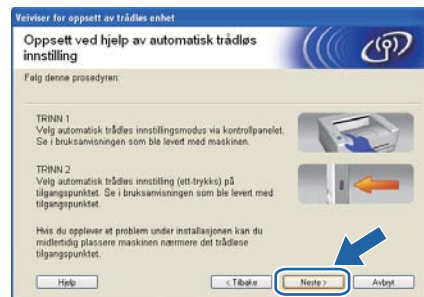 Veiviser for oppsett av trådløs enhet
Oppsett ved hjelp av automatisk trådløs
innstilling
Følg denne prosedyren:
TRINN 1
Velg automatisk trådløs innstillingsmodus via kontrollpanelet.
Se i bruksanvisningen som ble levert med maskinen.
TRINN 2
Velg automatisk trådløs innstilling (ett-trykks) på
tilgangspunktet. Se i bruksanvisningen som ble levert med
tilgangspunktet.
Hvis du opplever et problem under installasjonen kan du
midlertidig plassere maskinen nærmere det trådløse
tilgangspunktet.
Hjelp
< Tilbake
Neste >
Avbryt